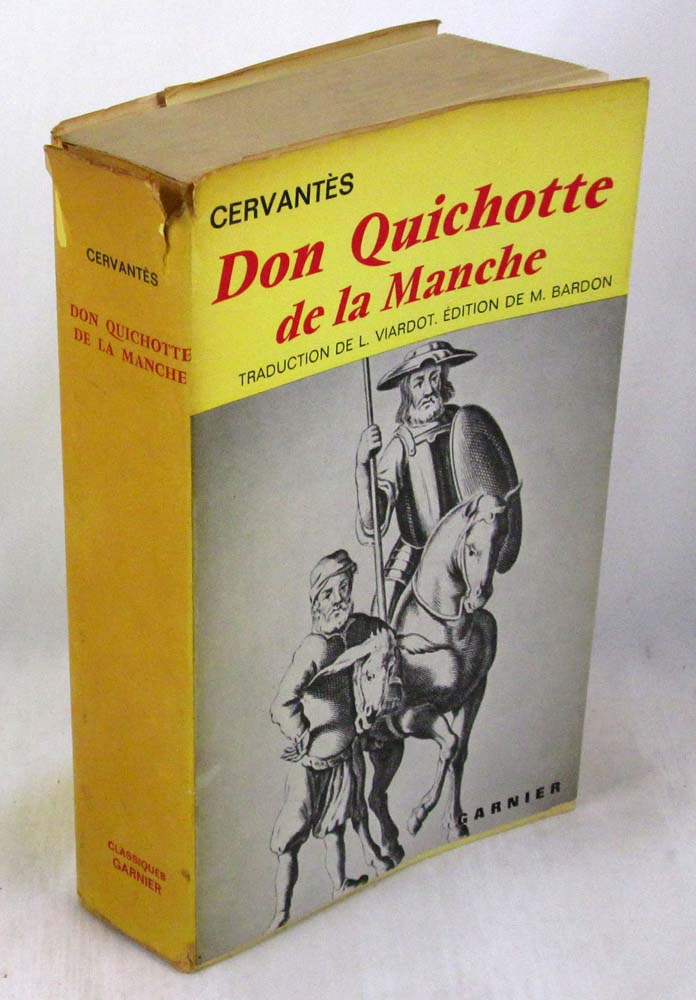 CERVANTÈS
DON QUICHOTTE
DE LA MANCHE
CLASSIQUES
GARNIER
CERVANTÈS
Don Quichotte
de la Manche
TRADUCTION DE L. VIARDOT. ÉDITION DE M. BARDON
GARNIER